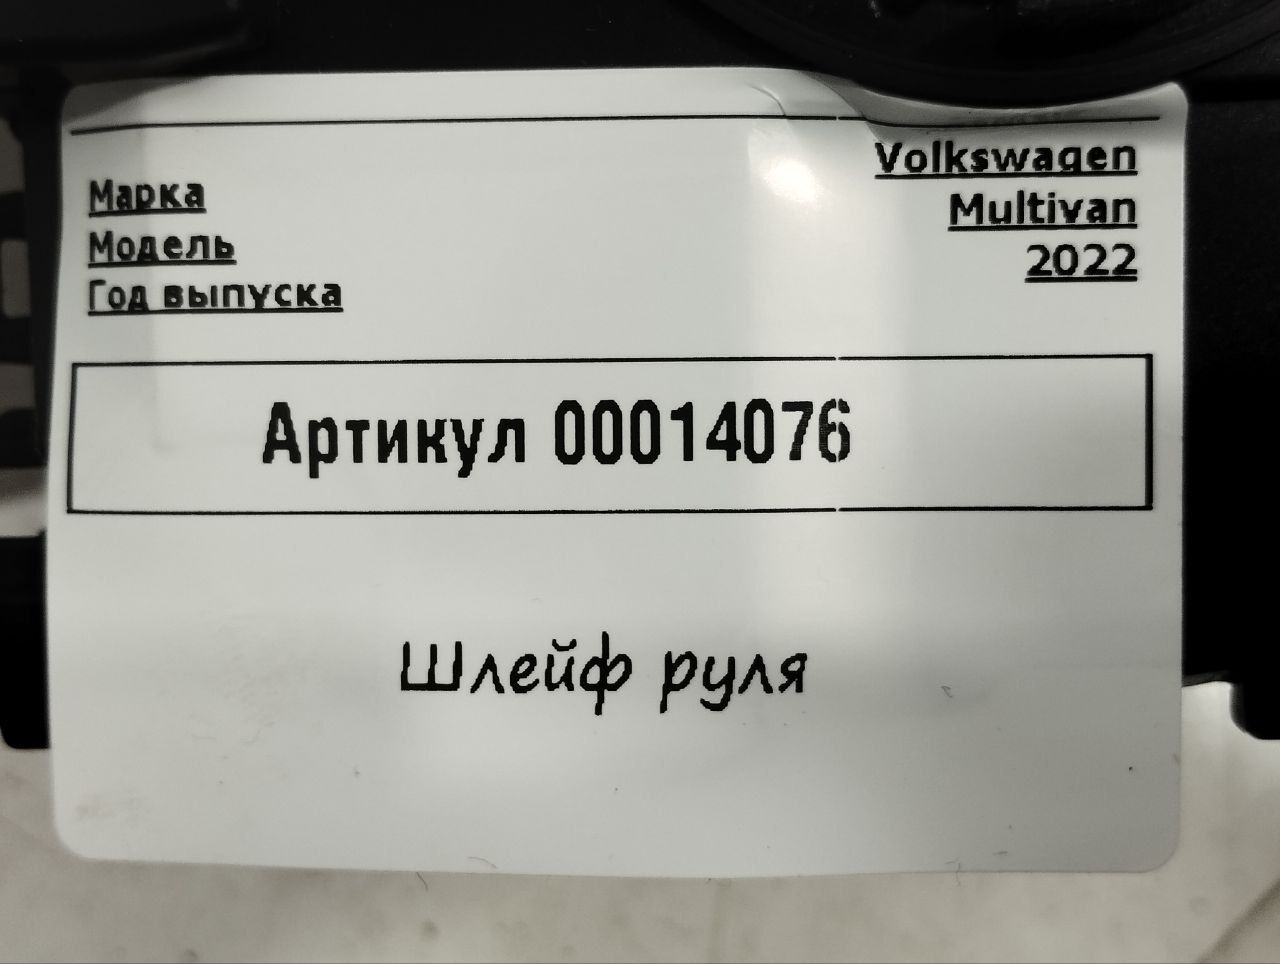 Марка Volkswagen
Модель Multivan
Год выпуска 2022
Артикул 00014076
Шлейф руля